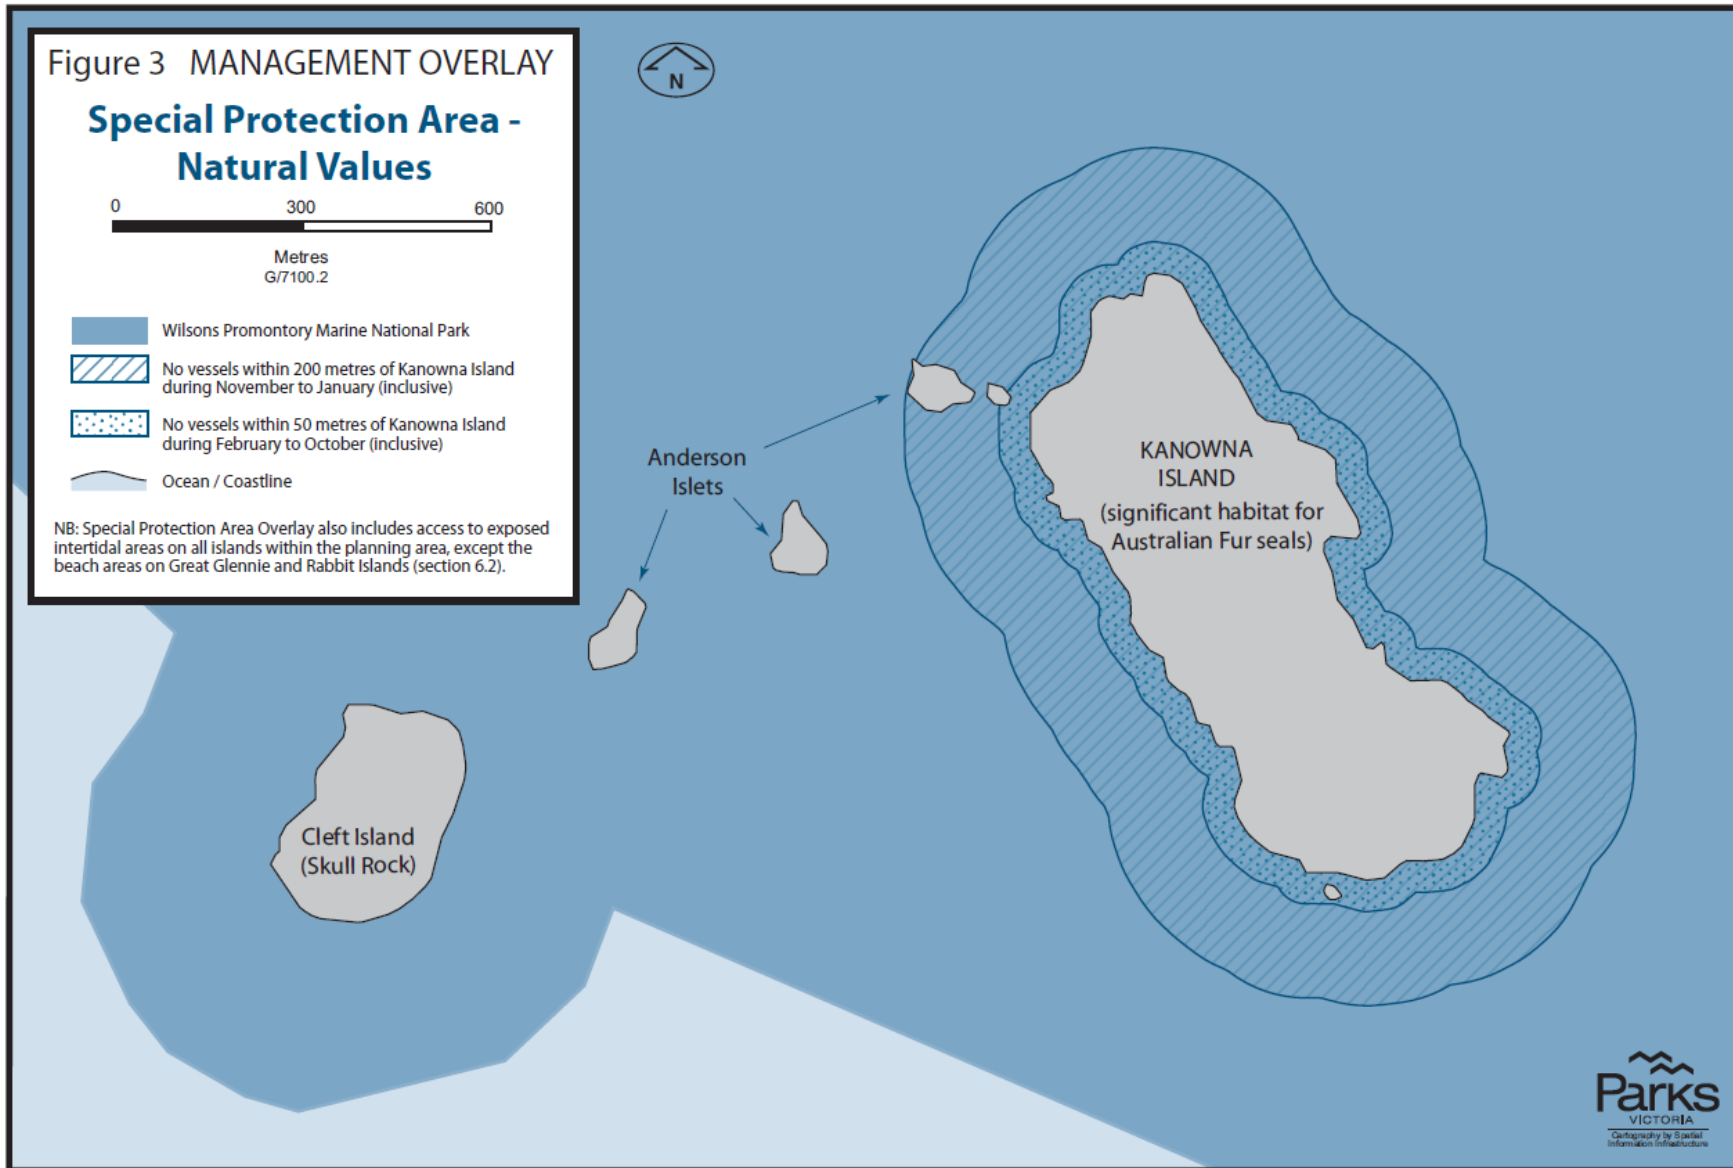 Figure 3 MANAGEMENT OVERLAY
Special Protection Area -
Natural Values
0 300 600
Metres
G/7100.2
Wilsons Promontory Marine National Park
No vessels within 200 metres of Kanowna Island
during November to January (inclusive)
No vessels within 50 metres of Kanowna Island
during February to October (inclusive)
Ocean / Coastline
NB: Special Protection Area Overlay also includes access to exposed
intertidal areas on all islands within the planning area, except the
beach areas on Great Glennie and Rabbit Islands (section 6.2).
N
Anderson
Islets
KANOWNA
ISLAND
(significant habitat for
Australian Fur seals)
Cleft Island
(Skull Rock)
Parks
VICTORIA
Cartography by Spatial
Information Infrastructure